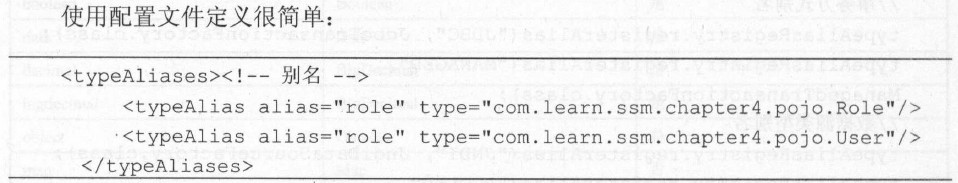 使用配置文件定义很简单：
<typeAliases><!-- 别名 -->
<typeAlias alias="role" type="com.learn.ssm.chapter4.pojo.Role"/>
<typeAlias alias="role" type="com.learn.ssm.chapter4.pojo.User"/>
</typeAliases>